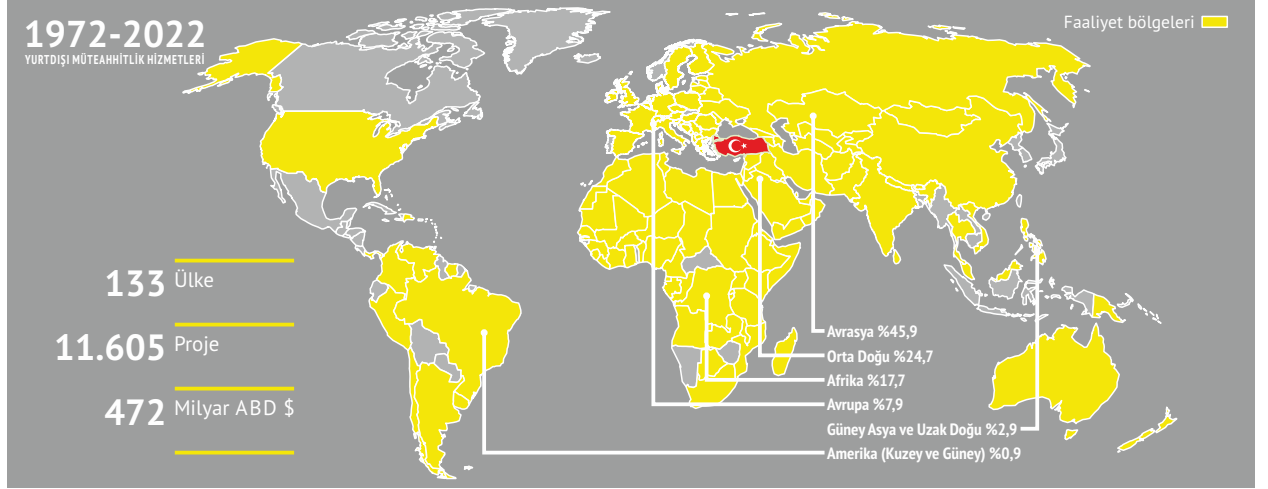 1972-2022
YURTDIŞI MÜTEAHHİTLİK HİZMETLERİ
Faaliyet bölgeleri
133 Ülke
11.605 Proje
472 Milyar ABD $
Avrasya %45,9
Orta Doğu %24,7
Afrika %17,7
Avrupa %7,9
Güney Asya ve Uzak Doğu %2,9
Amerika (Kuzey ve Güney) %0,9